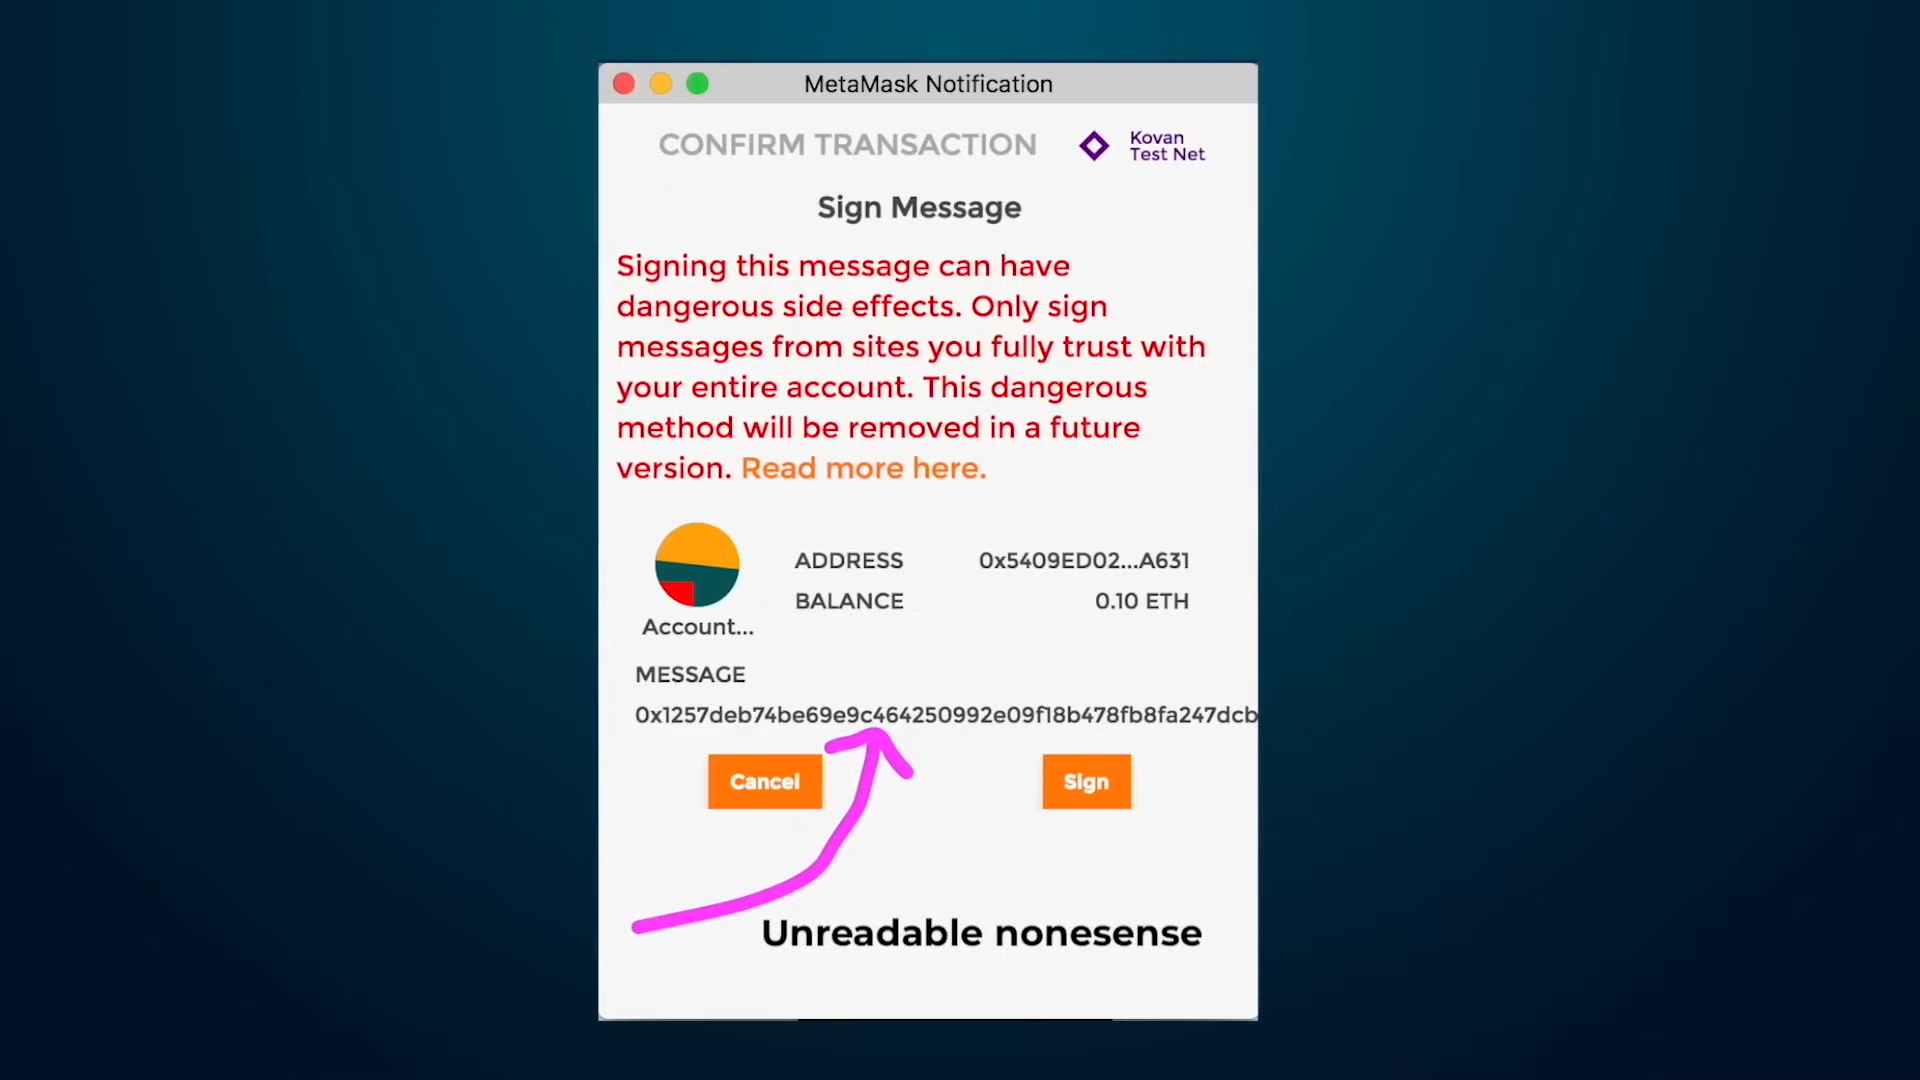 MetaMask Notification
CONFIRM TRANSACTION
Kovan
Test Net
Sign Message
Signing this message can have
dangerous side effects. Only sign
messages from sites you fully trust with
your entire account. This dangerous
method will be removed in a future
version. Read more here.
ADDRESS 0x5409ED02...A631
BALANCE 0.10 ETH
Account...
MESSAGE
0x1257deb74be69e9c464250992e09f18b478fb8fa247dcb
Cancel Sign
Unreadable nonesense